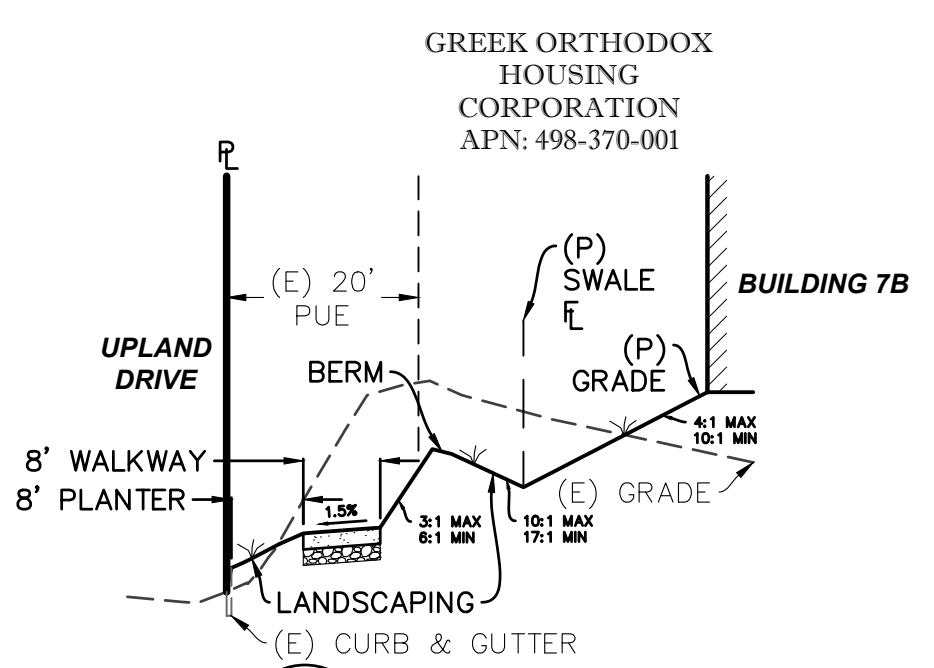 GREEK ORTHODOX
HOUSING
CORPORATION
APN: 498-370-001
PL
(E) 20'
PUE
(P)
SWALE
FL
BUILDING 7B
UPLAND
DRIVE
BERM
(P)
GRADE
4:1 MAX
10:1 MIN
8' WALKWAY
8' PLANTER
1.5%
3:1 MAX
6:1 MIN
10:1 MAX
17:1 MIN
(E) GRADE
LANDSCAPING
(E) CURB & GUTTER